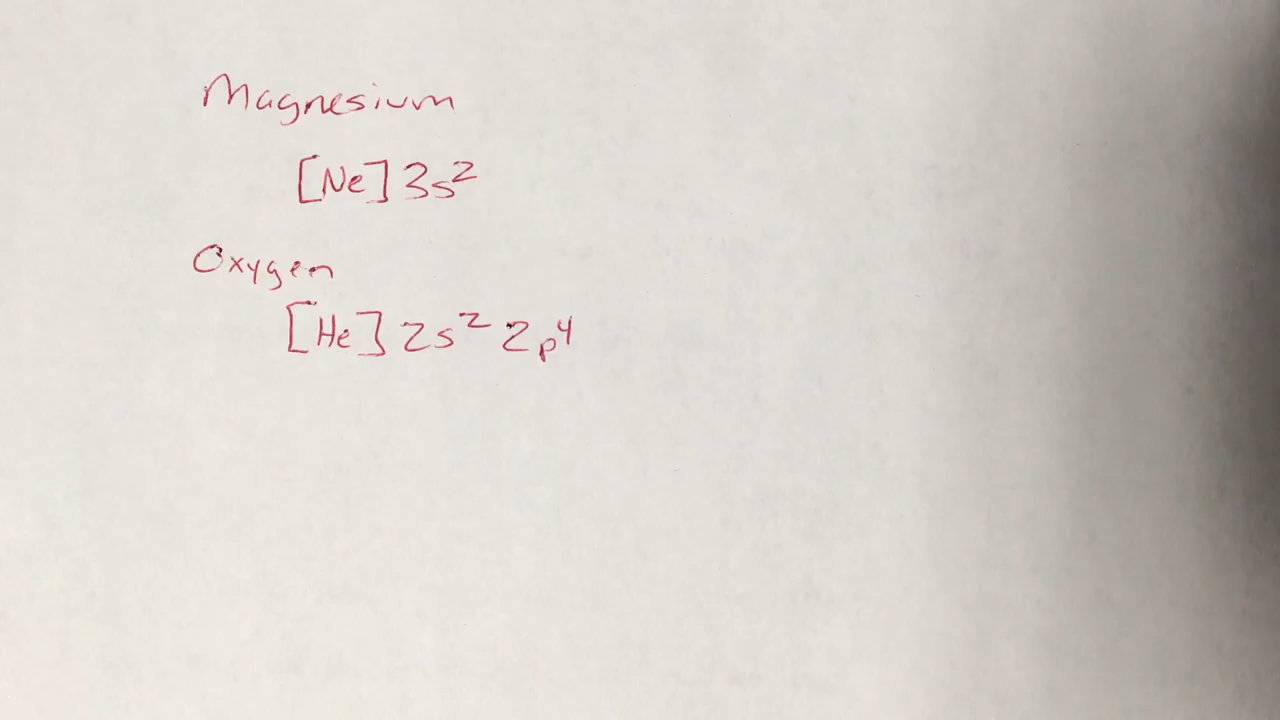 Magnesium
[Ne] 3s²
Oxygen
[He] 2s² 2p⁴